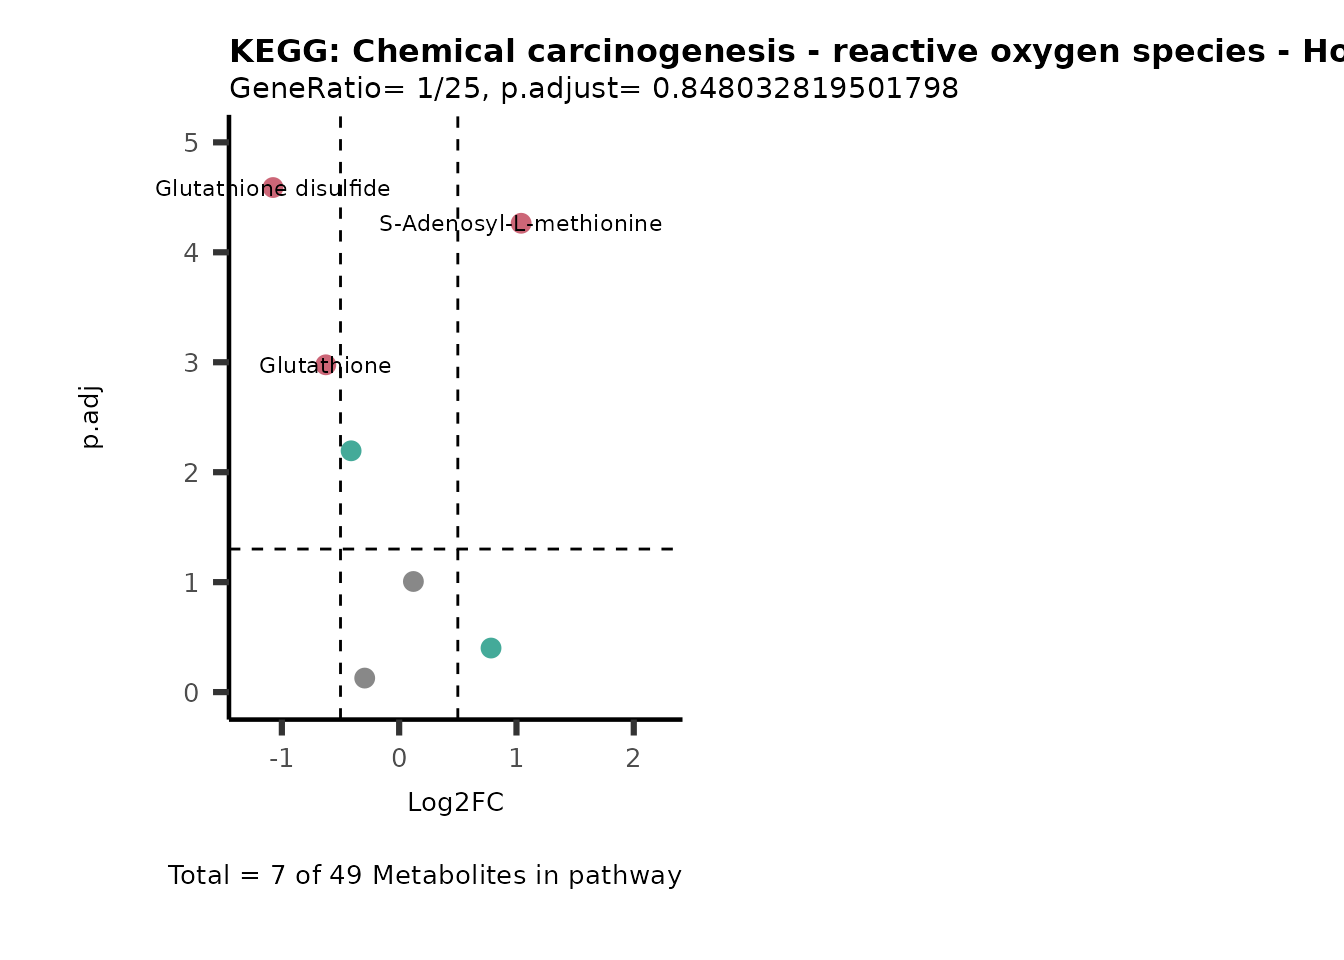 KEGG: Chemical carcinogenesis - reactive oxygen species - Ho
GeneRatio= 1/25, p.adjust= 0.848032819501798
5
Glutathione disulfide
S-Adenosyl-L-methionine
4
3
Glutathione
p.adj
2
1
0
-1 0 1 2
Log2FC
Total = 7 of 49 Metabolites in pathway